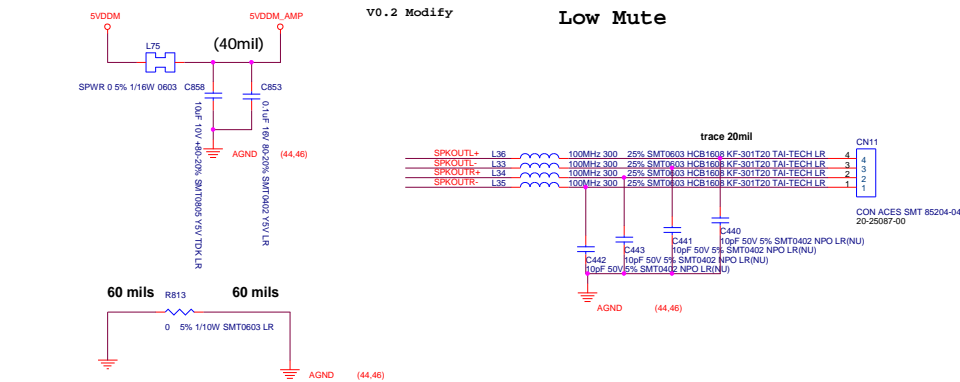 V0.2 Modify
Low Mute
5VDDM
5VDDM_AMP
L75
(40mil)
SPWR 0 5% 1/16W 0603
C858
C853
10uF 10V +80-20% SMT0805 Y5V TDK LR
0.1uF 16V 80-20% SMT0402 Y5V LR
AGND (44,46)
trace 20mil
CN11
SPKOUTL+ L36 100MHz 300 25% SMT0603 HCB1608 KF-301T20 TAI-TECH LR 4 4
SPKOUTL- L33 100MHz 300 25% SMT0603 HCB1608 KF-301T20 TAI-TECH LR 3 3
SPKOUTR+ L34 100MHz 300 25% SMT0603 HCB1608 KF-301T20 TAI-TECH LR 2 2
SPKOUTR- L35 100MHz 300 25% SMT0603 HCB1608 KF-301T20 TAI-TECH LR 1 1
CON ACES SMT 85204-04
20-25087-00
C440
10pF 50V 5% SMT0402 NPO LR(NU)
C441
10pF 50V 5% SMT0402 NPO LR(NU)
C443
10pF 50V 5% SMT0402 NPO LR(NU)
C442
10pF 50V 5% SMT0402 NPO LR(NU)
AGND (44,46)
60 mils
60 mils
R813
0 5% 1/10W SMT0603 LR
AGND (44,46)